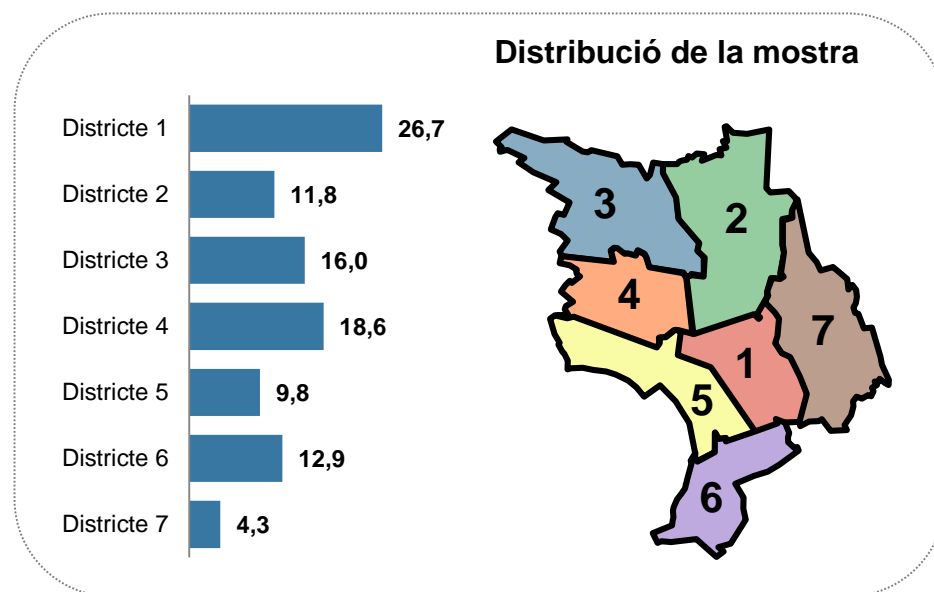 Distribució de la mostra
Districte 1 26,7
Districte 2 11,8
Districte 3 16,0
Districte 4 18,6
Districte 5 9,8
Districte 6 12,9
Districte 7 4,3
3
2
4
7
1
5
6